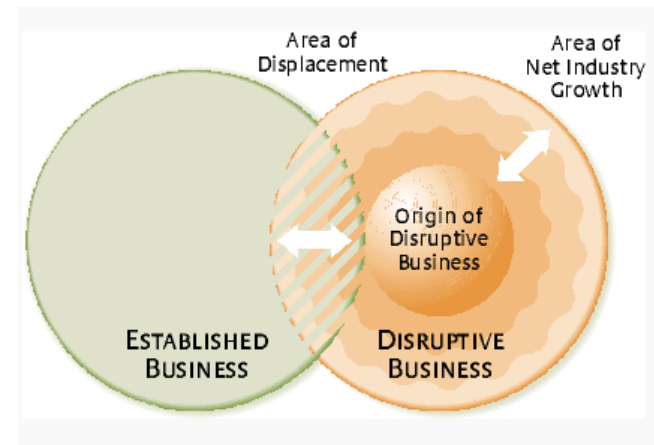 Area of
Displacement
Area of
Net Industry
Growth
Origin of
Disruptive
Business
ESTABLISHED
BUSINESS
DISRUPTIVE
BUSINESS